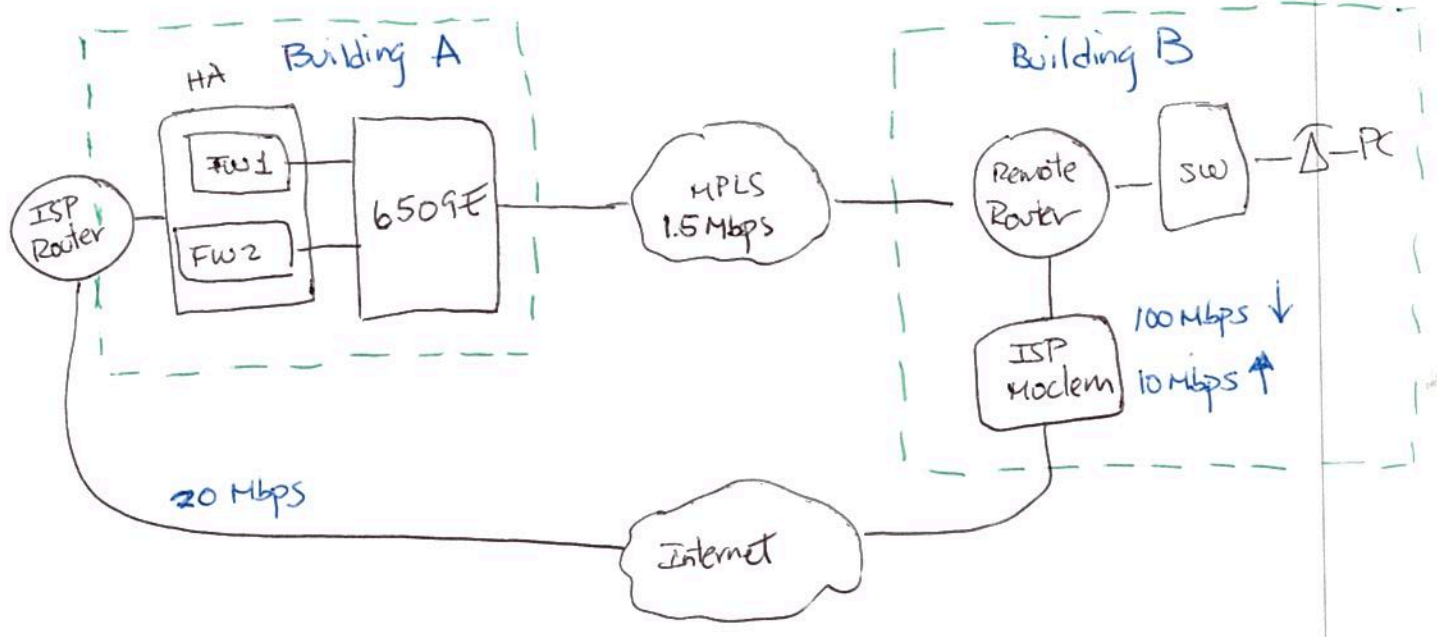 Building A
HA
FW1
FW2
6509E
ISP
Router
MPLS
1.5 Mbps
Building B
Remote
Router
SW
PC
ISP
Modem
100 Mbps ↓
10 Mbps ↑
20 Mbps
Internet